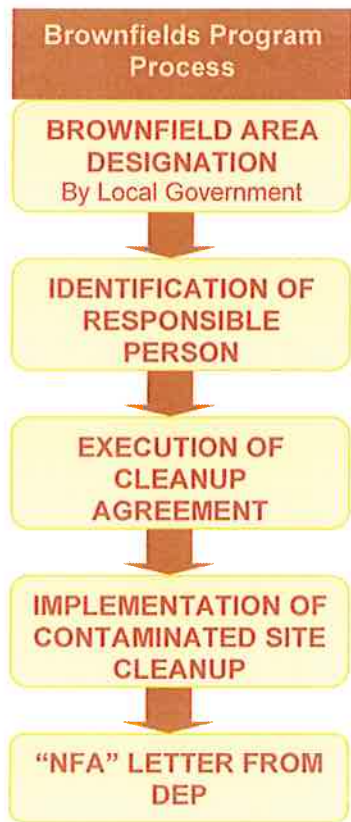 Brownfields Program
Process
BROWNFIELD AREA
DESIGNATION
By Local Government
IDENTIFICATION OF
RESPONSIBLE
PERSON
EXECUTION OF
CLEANUP
AGREEMENT
IMPLEMENTATION OF
CONTAMINATED SITE
CLEANUP
“NFA” LETTER FROM
DEP